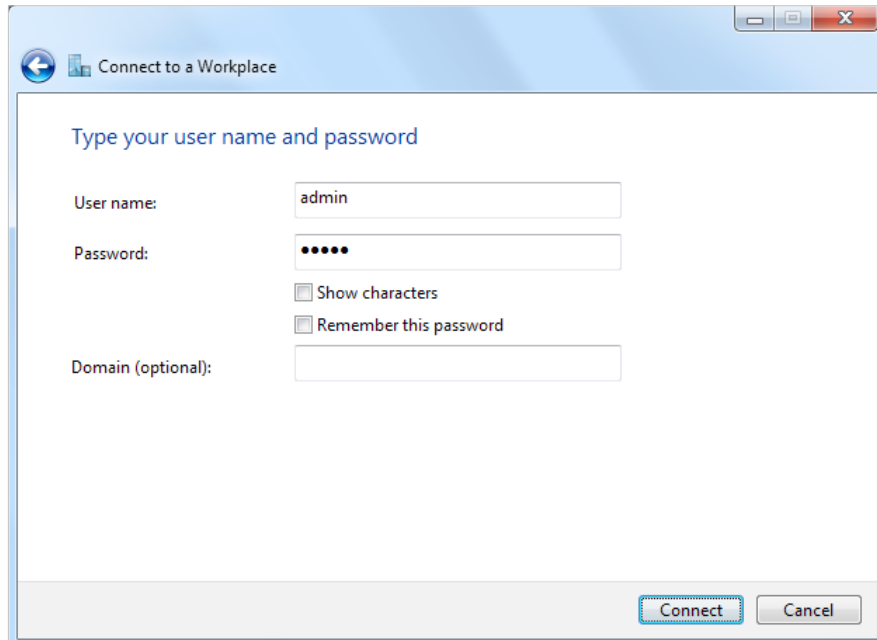 Connect to a Workplace
Type your user name and password
User name:
admin
Password:
•••••
Show characters
Remember this password
Domain (optional):
Connect
Cancel